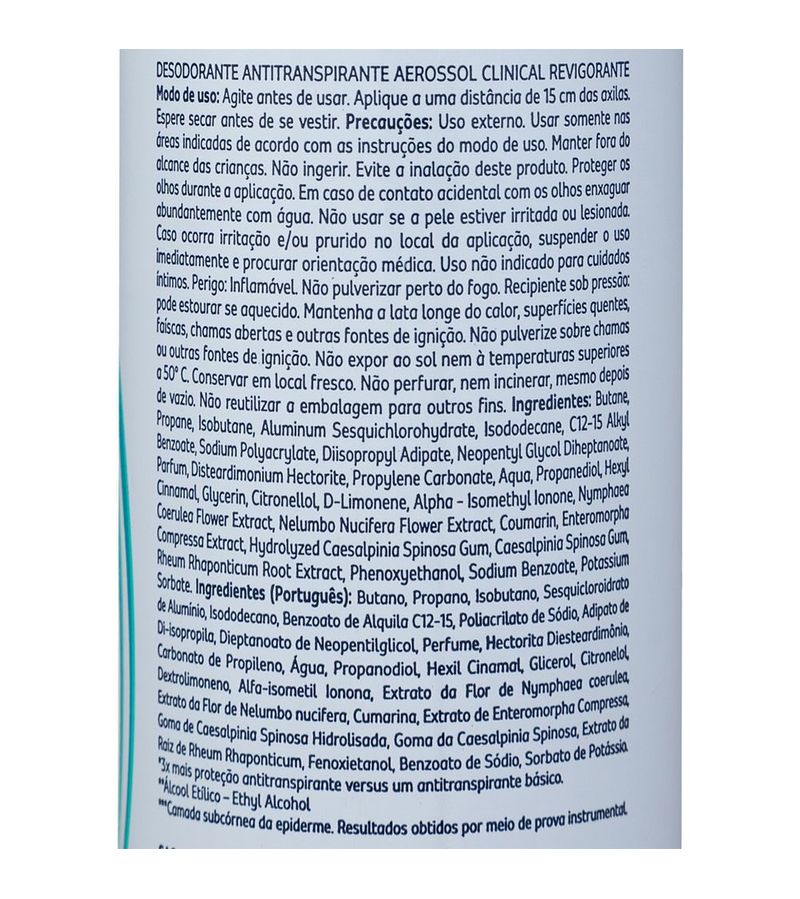 DESODORANTE ANTITRANSPIRANTE AEROSSOL CLINICAL REVIGORANTE
Modo de uso: Agite antes de usar. Aplique a uma distância de 15 cm das axilas.
Espere secar antes de se vestir. Precauções: Uso externo. Usar somente nas
áreas indicadas de acordo com as instruções do modo de uso. Manter fora do
alcance das crianças. Não ingerir. Evite a inalação deste produto. Proteger os
olhos durante a aplicação. Em caso de contato acidental com os olhos enxaguar
abundantemente com água. Não usar se a pele estiver irritada ou lesionada.
Caso ocorra irritação e/ou prurido no local da aplicação, suspender o uso
imediatamente e procurar orientação médica. Uso não indicado para cuidados
íntimos. Perigo: Inflamável. Não pulverizar perto do fogo. Recipiente sob pressão:
pode estourar se aquecido. Mantenha a lata longe do calor, superfícies quentes,
faíscas, chamas abertas e outras fontes de ignição. Não pulverize sobre chamas
ou outras fontes de ignição. Não expor ao sol nem à temperaturas superiores
a 50° C. Conservar em local fresco. Não perfurar, nem incinerar, mesmo depois
de vazio. Não reutilizar a embalagem para outros fins. Ingredientes: Butane,
Propane, Isobutane, Aluminum Sesquichlorohydrate, Isododecane, C12-15 Alkyl
Benzoate, Sodium Polyacrylate, Diisopropyl Adipate, Neopentyl Glycol Diheptanoate,
Parfum, Disteardimonium Hectorite, Propylene Carbonate, Aqua, Propanediol, Hexyl
Cinnamal, Glycerin, Citronellol, D-Limonene, Alpha - Isomethyl Ionone, Nymphaea
Coerulea Flower Extract, Nelumbo Nucifera Flower Extract, Coumarin, Enteromorpha
Compressa Extract, Hydrolyzed Caesalpinia Spinosa Gum, Caesalpinia Spinosa Gum,
Rheum Rhaponticum Root Extract, Phenoxyethanol, Sodium Benzoate, Potassium
Sorbate. Ingredientes (Português): Butano, Propano, Isobutano, Sesquicloroidrato
de Alumínio, Isododecano, Benzoato de Alquila C12-15, Poliacrilato de Sódio, Adipato de
Di-isopropila, Dieptanoato de Neopentilglicol, Perfume, Hectorita Diesteardimônio,
Carbonato de Propileno, Água, Propanodiol, Hexil Cinamal, Glicerol, Citronelol,
Dextrolimoneno, Alfa-isometil Ionona, Extrato da Flor de Nymphaea coerulea,
Extrato da Flor de Nelumbo nucifera, Cumarina, Extrato de Enteromorpha Compressa,
Goma de Caesalpinia Spinosa Hidrolisada, Goma da Caesalpinia Spinosa, Extrato da
Raiz de Rheum Rhaponticum, Fenoxietanol, Benzoato de Sódio, Sorbato de Potássio.
*3x mais proteção antitranspirante versus um antitranspirante básico.
**Álcool Etílico – Ethyl Alcohol
***Camada subcórnea da epiderme. Resultados obtidos por meio de prova instrumental.